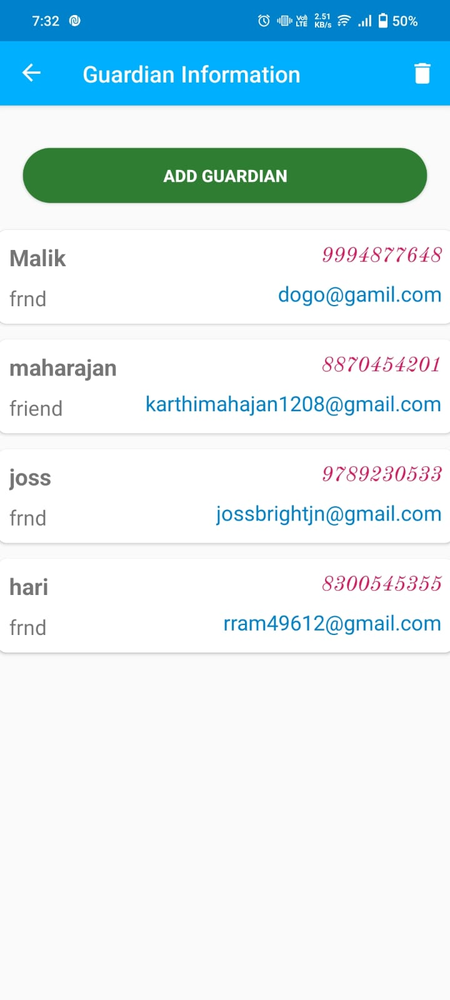 7:32 Vo) LTE 2.51 KB/s 50%
Guardian Information
ADD GUARDIAN
Malik 9994877648
frnd dogo@gamil.com
maharajan 8870454201
friend karthimahajan1208@gmail.com
joss 9789230533
frnd jossbrightjn@gmail.com
hari 8300545355
frnd rram49612@gmail.com